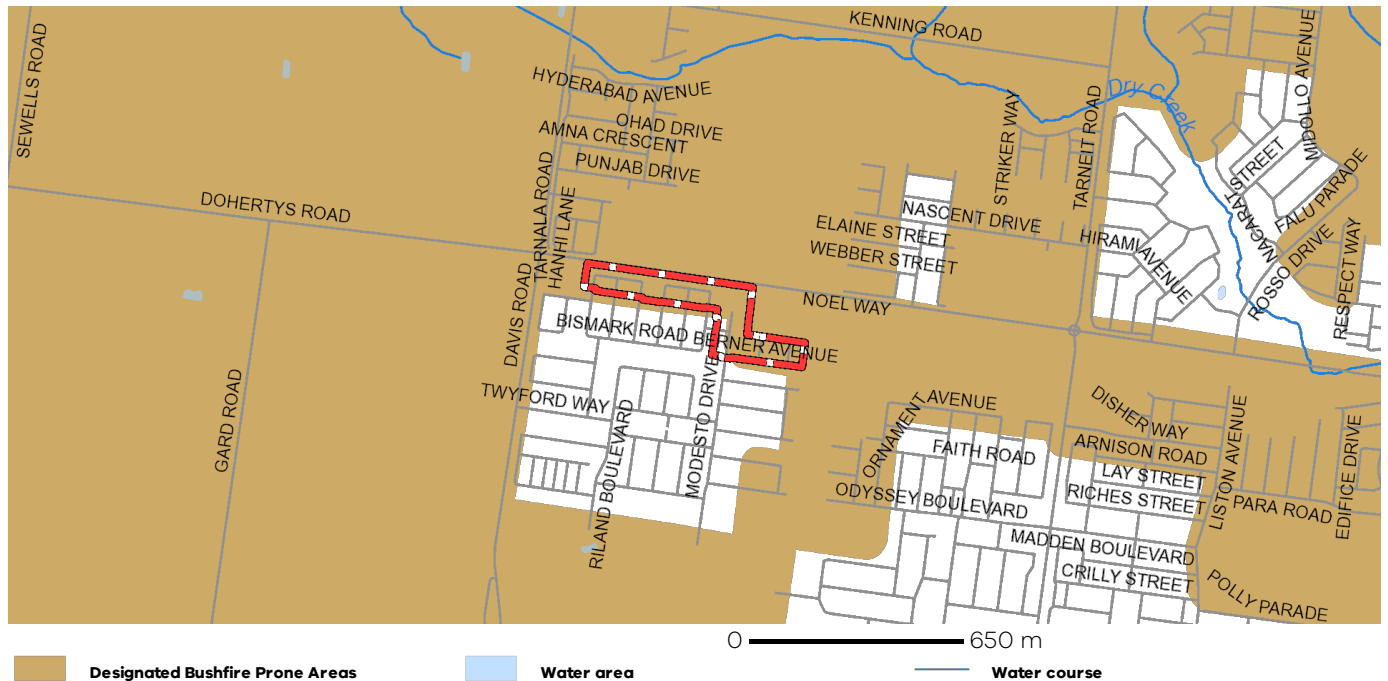 KENNING ROAD
SEWELLS ROAD
MIDOLLO AVENUE
HYDERABAD AVENUE
Dry Creek
OHAD DRIVE
AMNA CRESCENT
STRIKER WAY
TARNEIT ROAD
PUNJAB DRIVE
NACARAT STREET
FALU PARADE
DOHERTYS ROAD
TARNALA ROAD
HANHI LANE
NASCENT DRIVE
ELAINE STREET
WEBBER STREET
HIRAMI AVENUE
ROSSO DRIVE
RESPECT WAY
DAVIS ROAD
NOEL WAY
BISMARK ROAD
BERNER AVENUE
GARD ROAD
TWYFORD WAY
RILAND BOULEVARD
MODESTO DRIVE
ORNAMENT AVENUE
DISHER WAY
FAITH ROAD
ARNISON ROAD
LAY STREET
RICHES STREET
LISTON AVENUE
PARA ROAD
EDIFICE DRIVE
ODYSSEY BOULEVARD
MADDEN BOULEVARD
CRILLY STREET
POLLY PARADE
0 650 m
Designated Bushfire Prone Areas
Water area
Water course